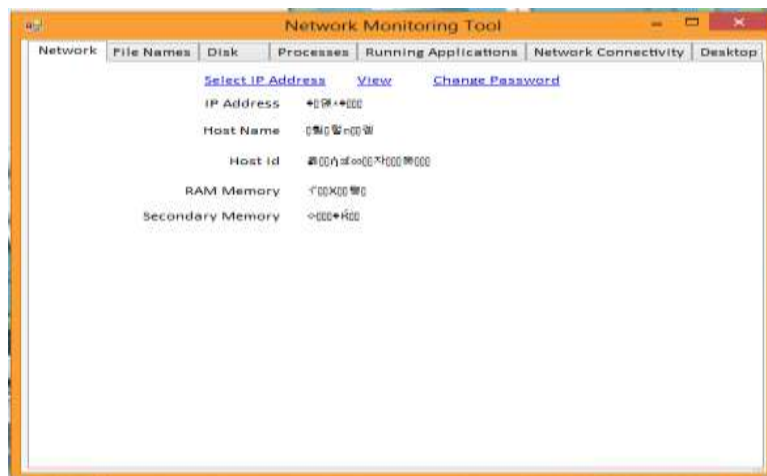 Network Monitoring Tool
Network File Names Disk Processes Running Applications Network Connectivity Desktop
Select IP Address View Change Password
IP Address
Host Name
Host Id
RAM Memory
Secondary Memory